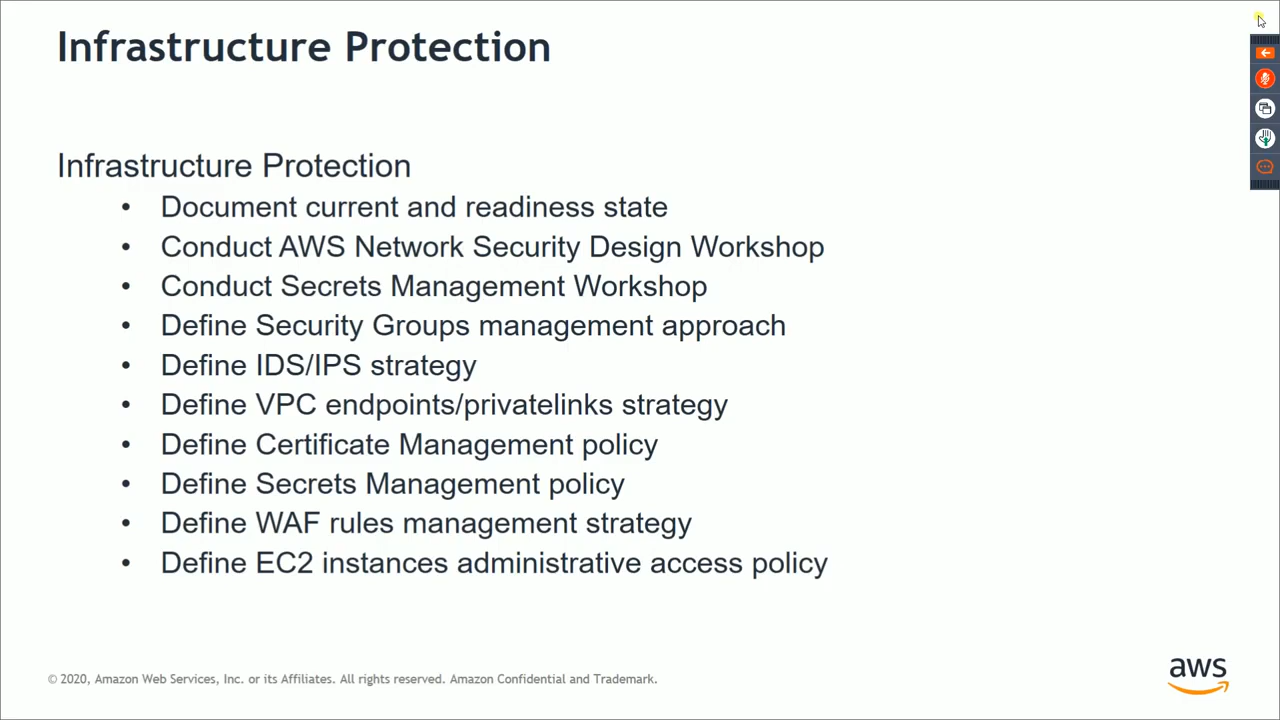 Infrastructure Protection
Infrastructure Protection
• Document current and readiness state
• Conduct AWS Network Security Design Workshop
• Conduct Secrets Management Workshop
• Define Security Groups management approach
• Define IDS/IPS strategy
• Define VPC endpoints/privatelinks strategy
• Define Certificate Management policy
• Define Secrets Management policy
• Define WAF rules management strategy
• Define EC2 instances administrative access policy
© 2020, Amazon Web Services, Inc. or its Affiliates. All rights reserved. Amazon Confidential and Trademark.
aws